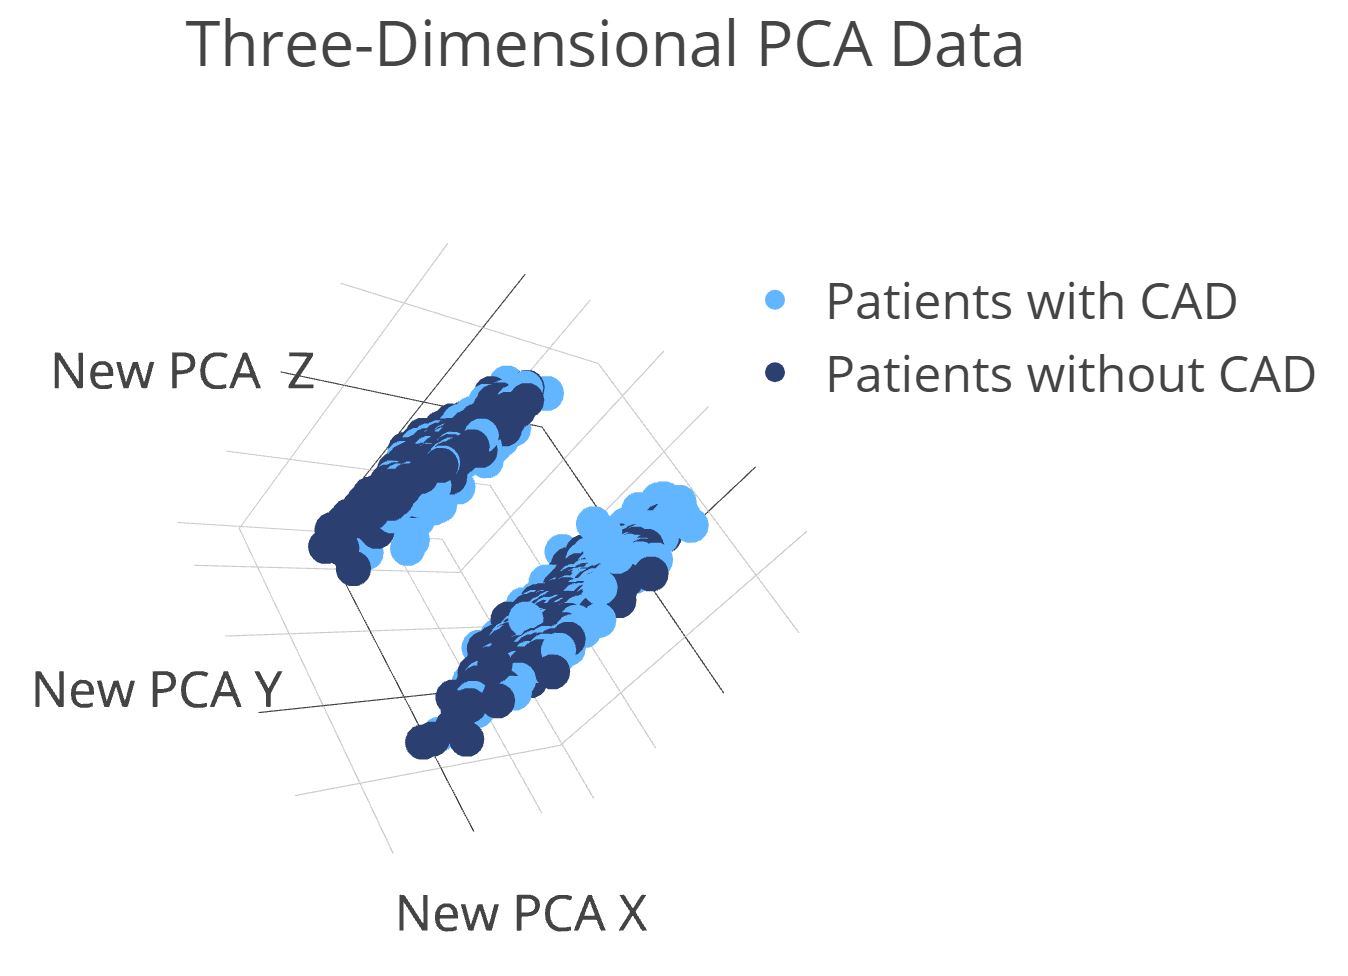 Three-Dimensional PCA Data
Patients with CAD
Patients without CAD
New PCA Z
New PCA Y
New PCA X